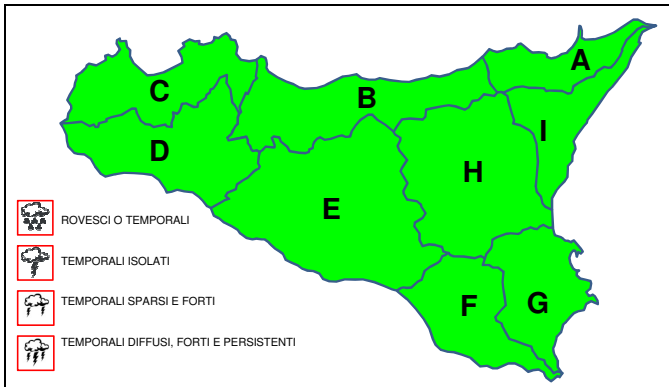 A
C
B
I
D
H
E
ROVESCI O TEMPORALI
TEMPORALI ISOLATI
TEMPORALI SPARSI E FORTI
F
G
TEMPORALI DIFFUSI, FORTI E PERSISTENTI